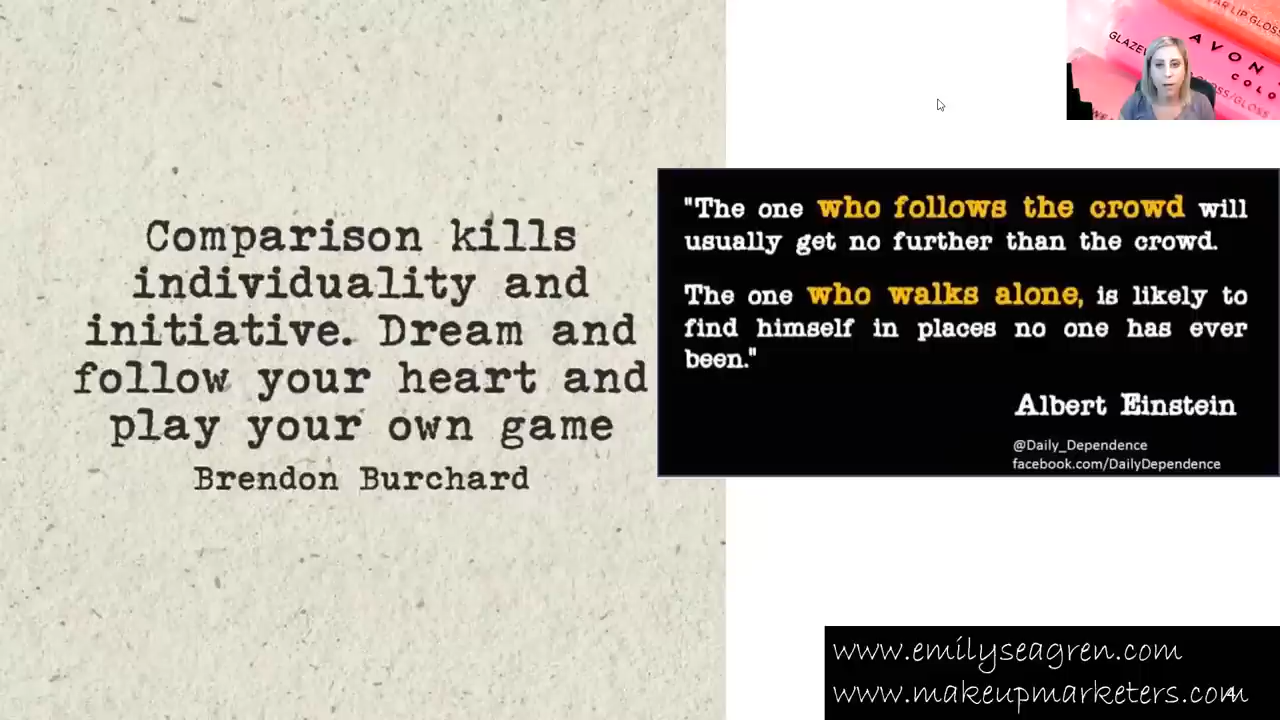 Comparison kills
individuality and
initiative. Dream and
follow your heart and
play your own game
Brendon Burchard
"The one who follows the crowd will
usually get no further than the crowd.
The one who walks alone, is likely to
find himself in places no one has ever
been."
Albert Einstein
@Daily_Dependence
facebook.com/DailyDependence
AVON
www.emilyseagren.com
www.makeupmarketers.com